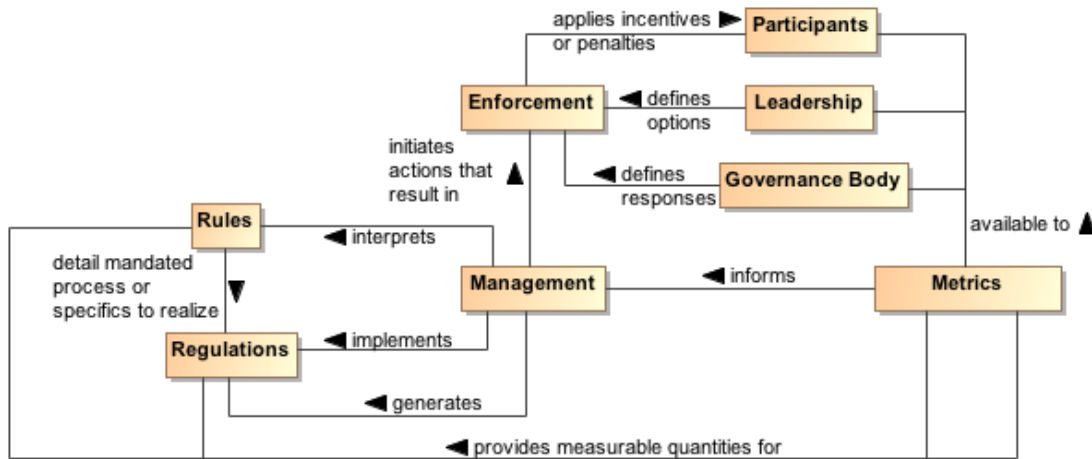 applies incentives
or penalties
Participants
Enforcement
defines
options
Leadership
initiates
actions that
result in
defines
responses
Governance Body
Rules
interprets
available to
detail mandated
process or
specifics to realize
Management
informs
Metrics
Regulations
implements
generates
provides measurable quantities for